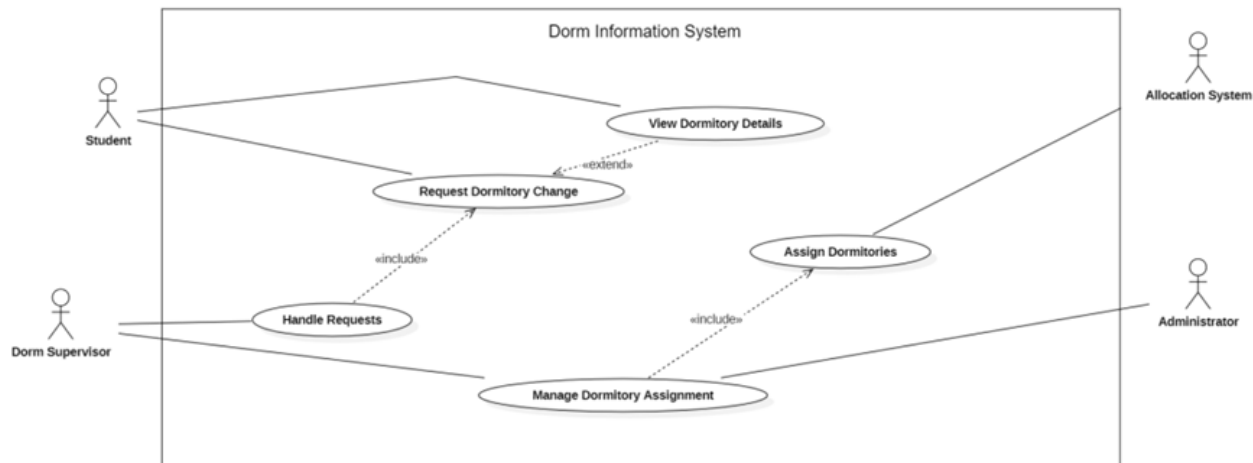 Dorm Information System
Student
View Dormitory Details
«extend»
Request Dormitory Change
Allocation System
Assign Dormitories
«include»
Handle Requests
Dorm Supervisor
«include»
Administrator
Manage Dormitory Assignment